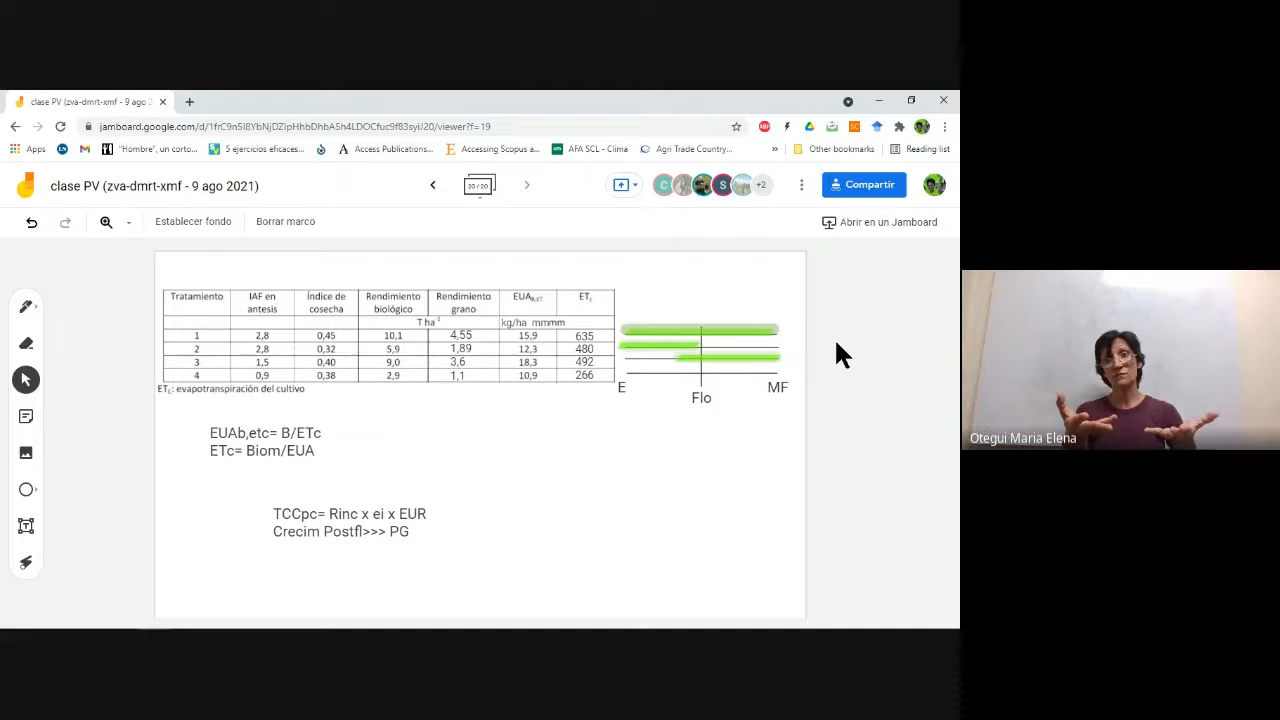 clase PV (zva-dmrt-xmf - 9 ago 2
jamboard.google.com/d/1frC9n5l8YbNjDZIpHhbDhbA5h4LDOCfuc9f83syiJ20/viewer?f=19
Apps "Hombre", un corto... 5 ejercicios eficaces... Access Publications... Accessing Scopus a... AFA SCL - Clima Agri Trade Country... » Other bookmarks Reading list
clase PV (zva-dmrt-xmf - 9 ago 2021)
20 / 20
C
S
+2
Compartir
Establecer fondo Borrar marco Abrir en un Jamboard
Tratamiento IAF en antesis Índice de cosecha Rendimiento biológico Rendimiento grano EUAB,ET ETc
T ha-1 kg/ha mmmm
1 2,8 0,45 10,1 4,55 15,9 635
2 2,8 0,32 5,9 1,89 12,3 480
3 1,5 0,40 9,0 3,6 18,3 492
4 0,9 0,38 2,9 1,1 10,9 266
ETC: evapotranspiración del cultivo
E Flo MF
EUAb,etc= B/ETc
ETc= Biom/EUA
TCCpc= Rinc x ei x EUR
Crecim Postfl>>> PG
Otegui Maria Elena